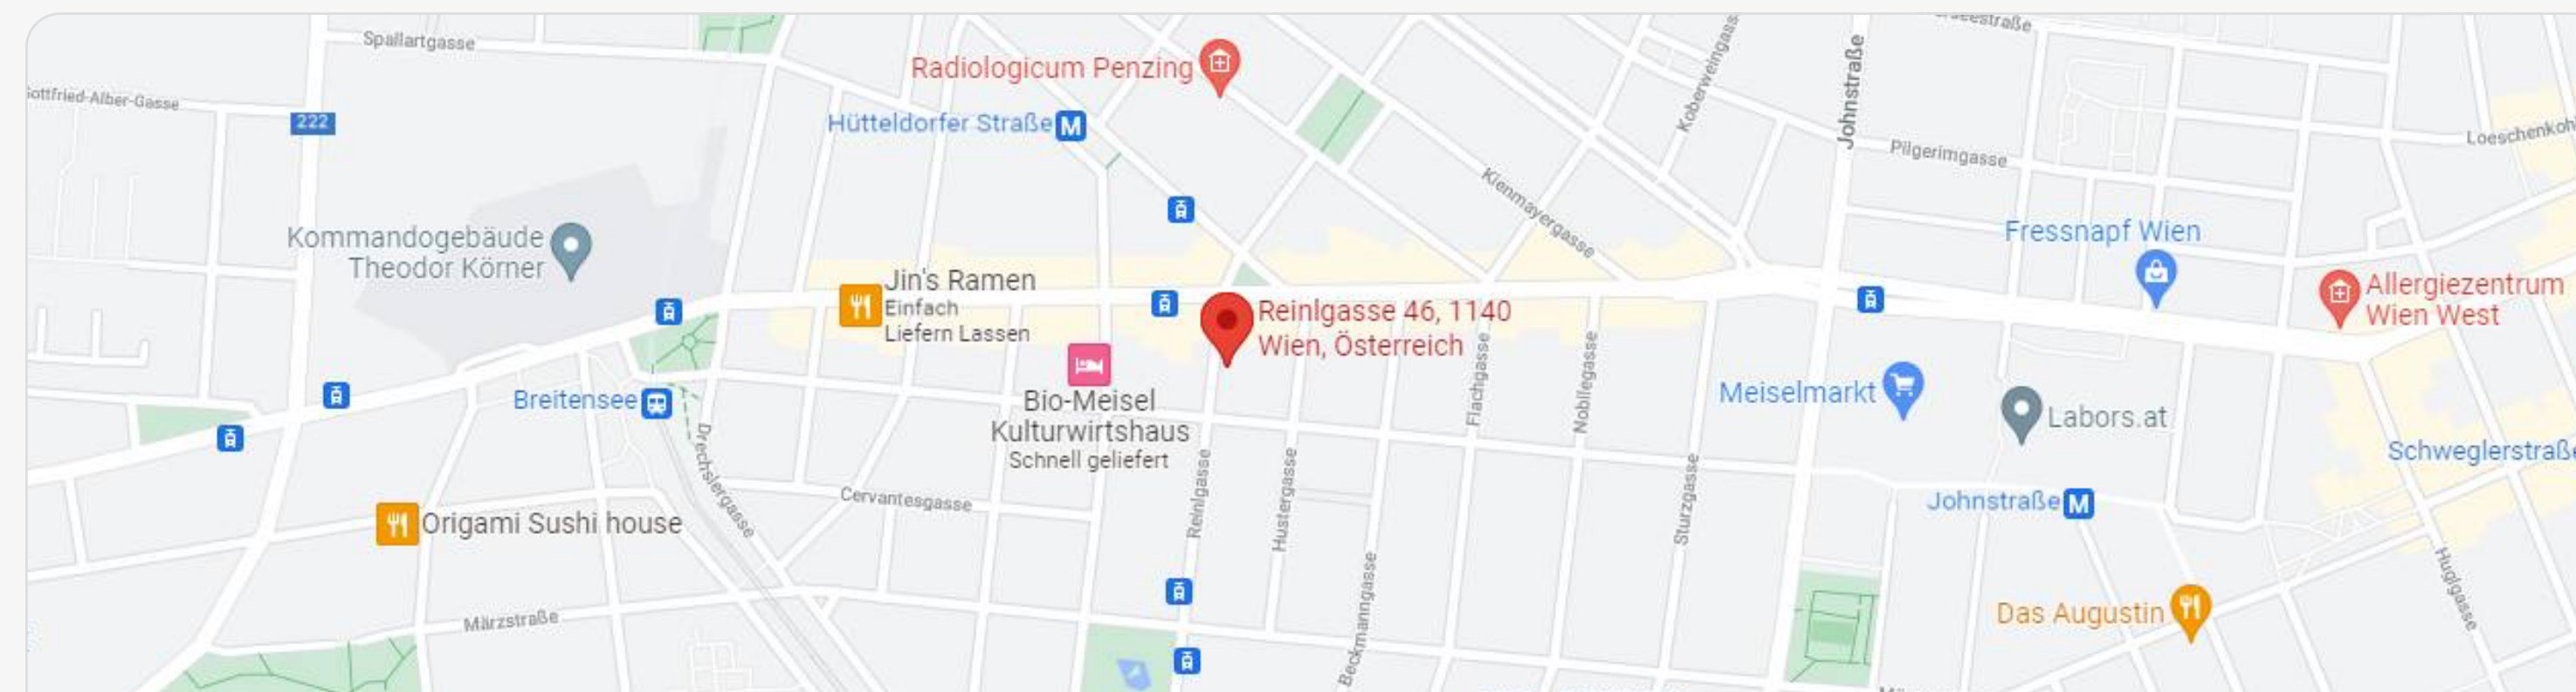 Spallartgasse
Gottfried-Alber-Gasse
222
Radiologicum Penzing
Hütteldorfer Straße
M
Koberweingasse
Johnstraße
Pilgerimgasse
Kienmayergasse
Kommandogebäude
Theodor Körner
Jin's Ramen
Einfach
Liefern Lassen
Reinlgasse 46, 1140
Wien, Österreich
Fressnapf Wien
Allergiezentrum
Wien West
Breitensee
Bio-Meisel
Kulturwirtshaus
Schnell geliefert
Flachgasse
Nobilegasse
Meiselmarkt
Labors.at
Drechslergasse
Cervantesgasse
Reinlgasse
Hustergasse
Sturzgasse
Johnstraße
M
Schweglerstraße
Origami Sushi house
Märzstraße
Beckmanngasse
Das Augustin
Huglgasse